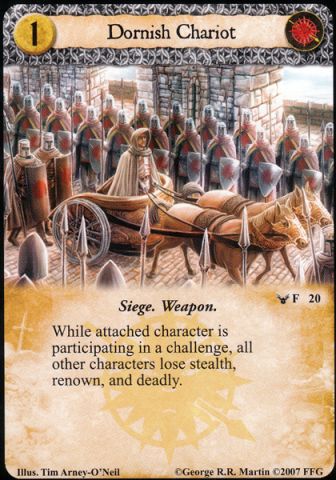 1
Dornish Chariot
Siege. Weapon.
F 20
While attached character is
participating in a challenge, all
other characters lose stealth,
renown, and deadly.
Illus. Tim Arney-O'Neil
©George R.R. Martin ©2007 FFG